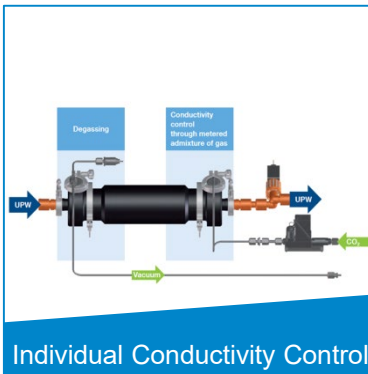 Degassing
Conductivity
control
through metered
admixture of gas
UPW
UPW
CO₂
Vacuum
Individual Conductivity Control